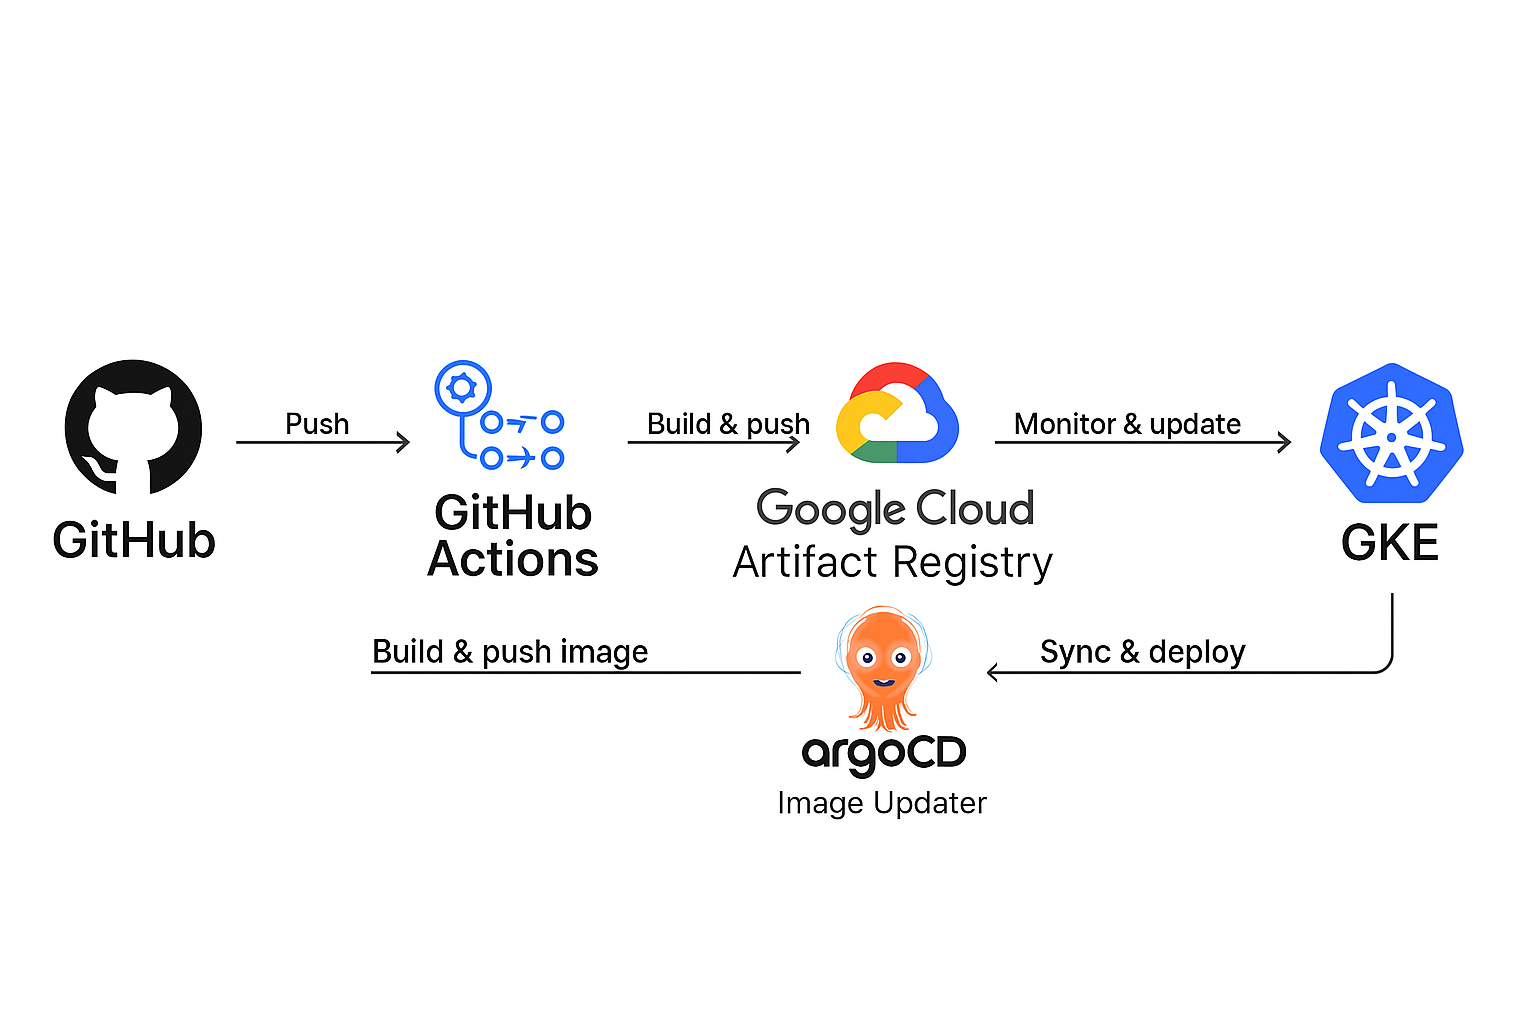 Push
Build & push
Monitor & update
GitHub
GitHub
Actions
Google Cloud
Artifact Registry
GKE
Build & push image
Sync & deploy
argoCD
Image Updater